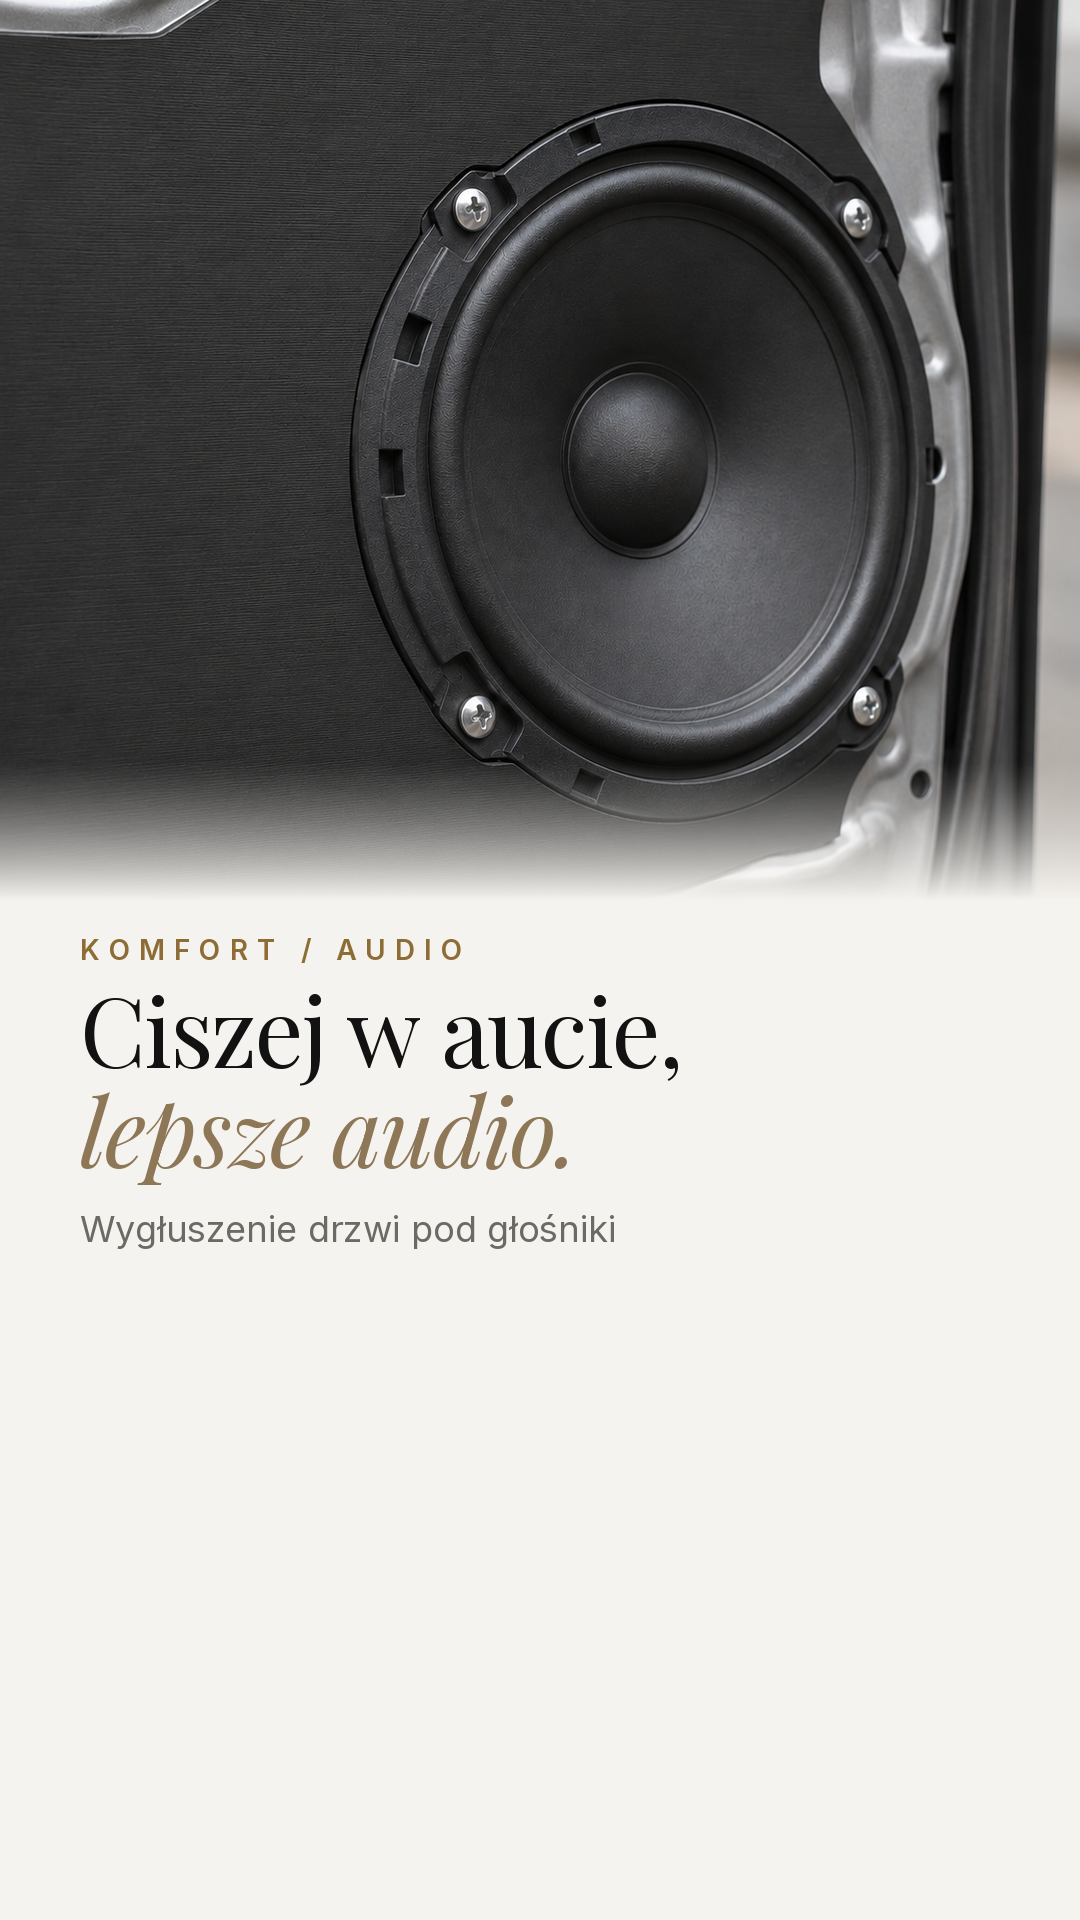 KOMFORT / AUDIO
Ciszej w aucie,
lepsze audio.
Wygłuszenie drzwi pod głośniki